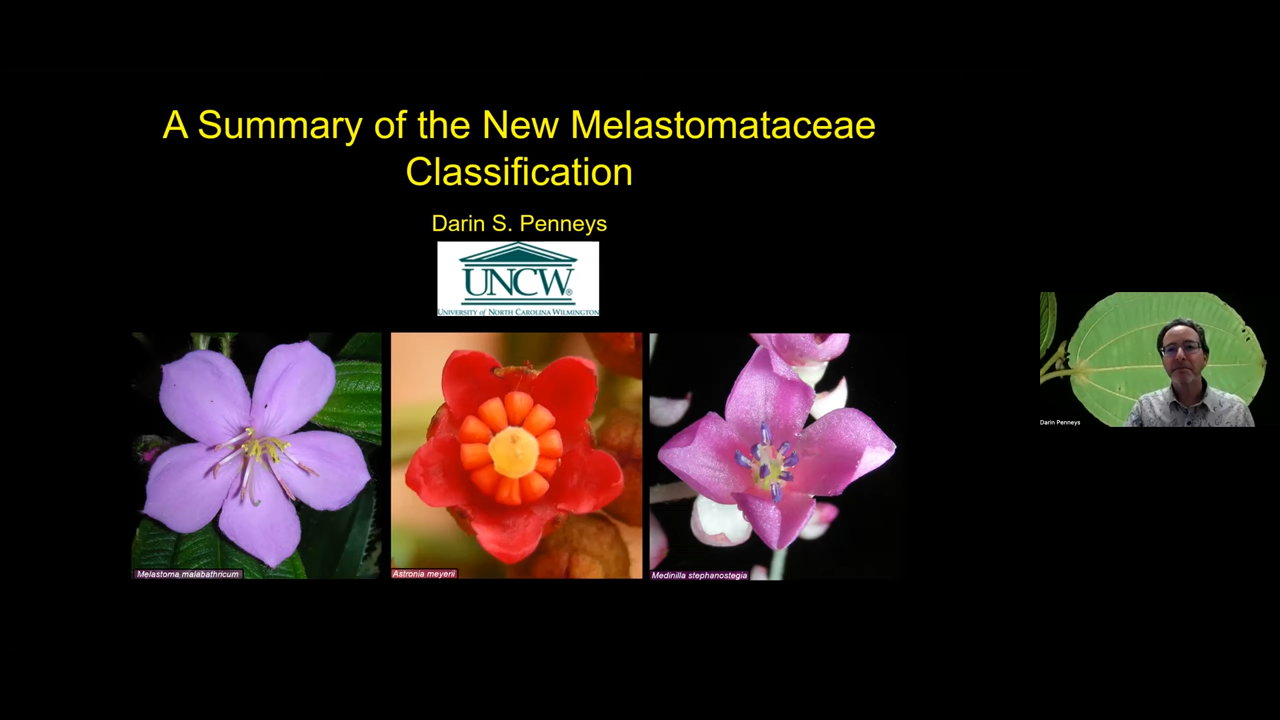 A Summary of the New Melastomataceae
Classification
Darin S. Penneys
UNCW®
UNIVERSITY OF NORTH CAROLINA WILMINGTON
Melastoma malabathricum
Astronia meyerii
Medinilla stephanostegia
Darin Penneys